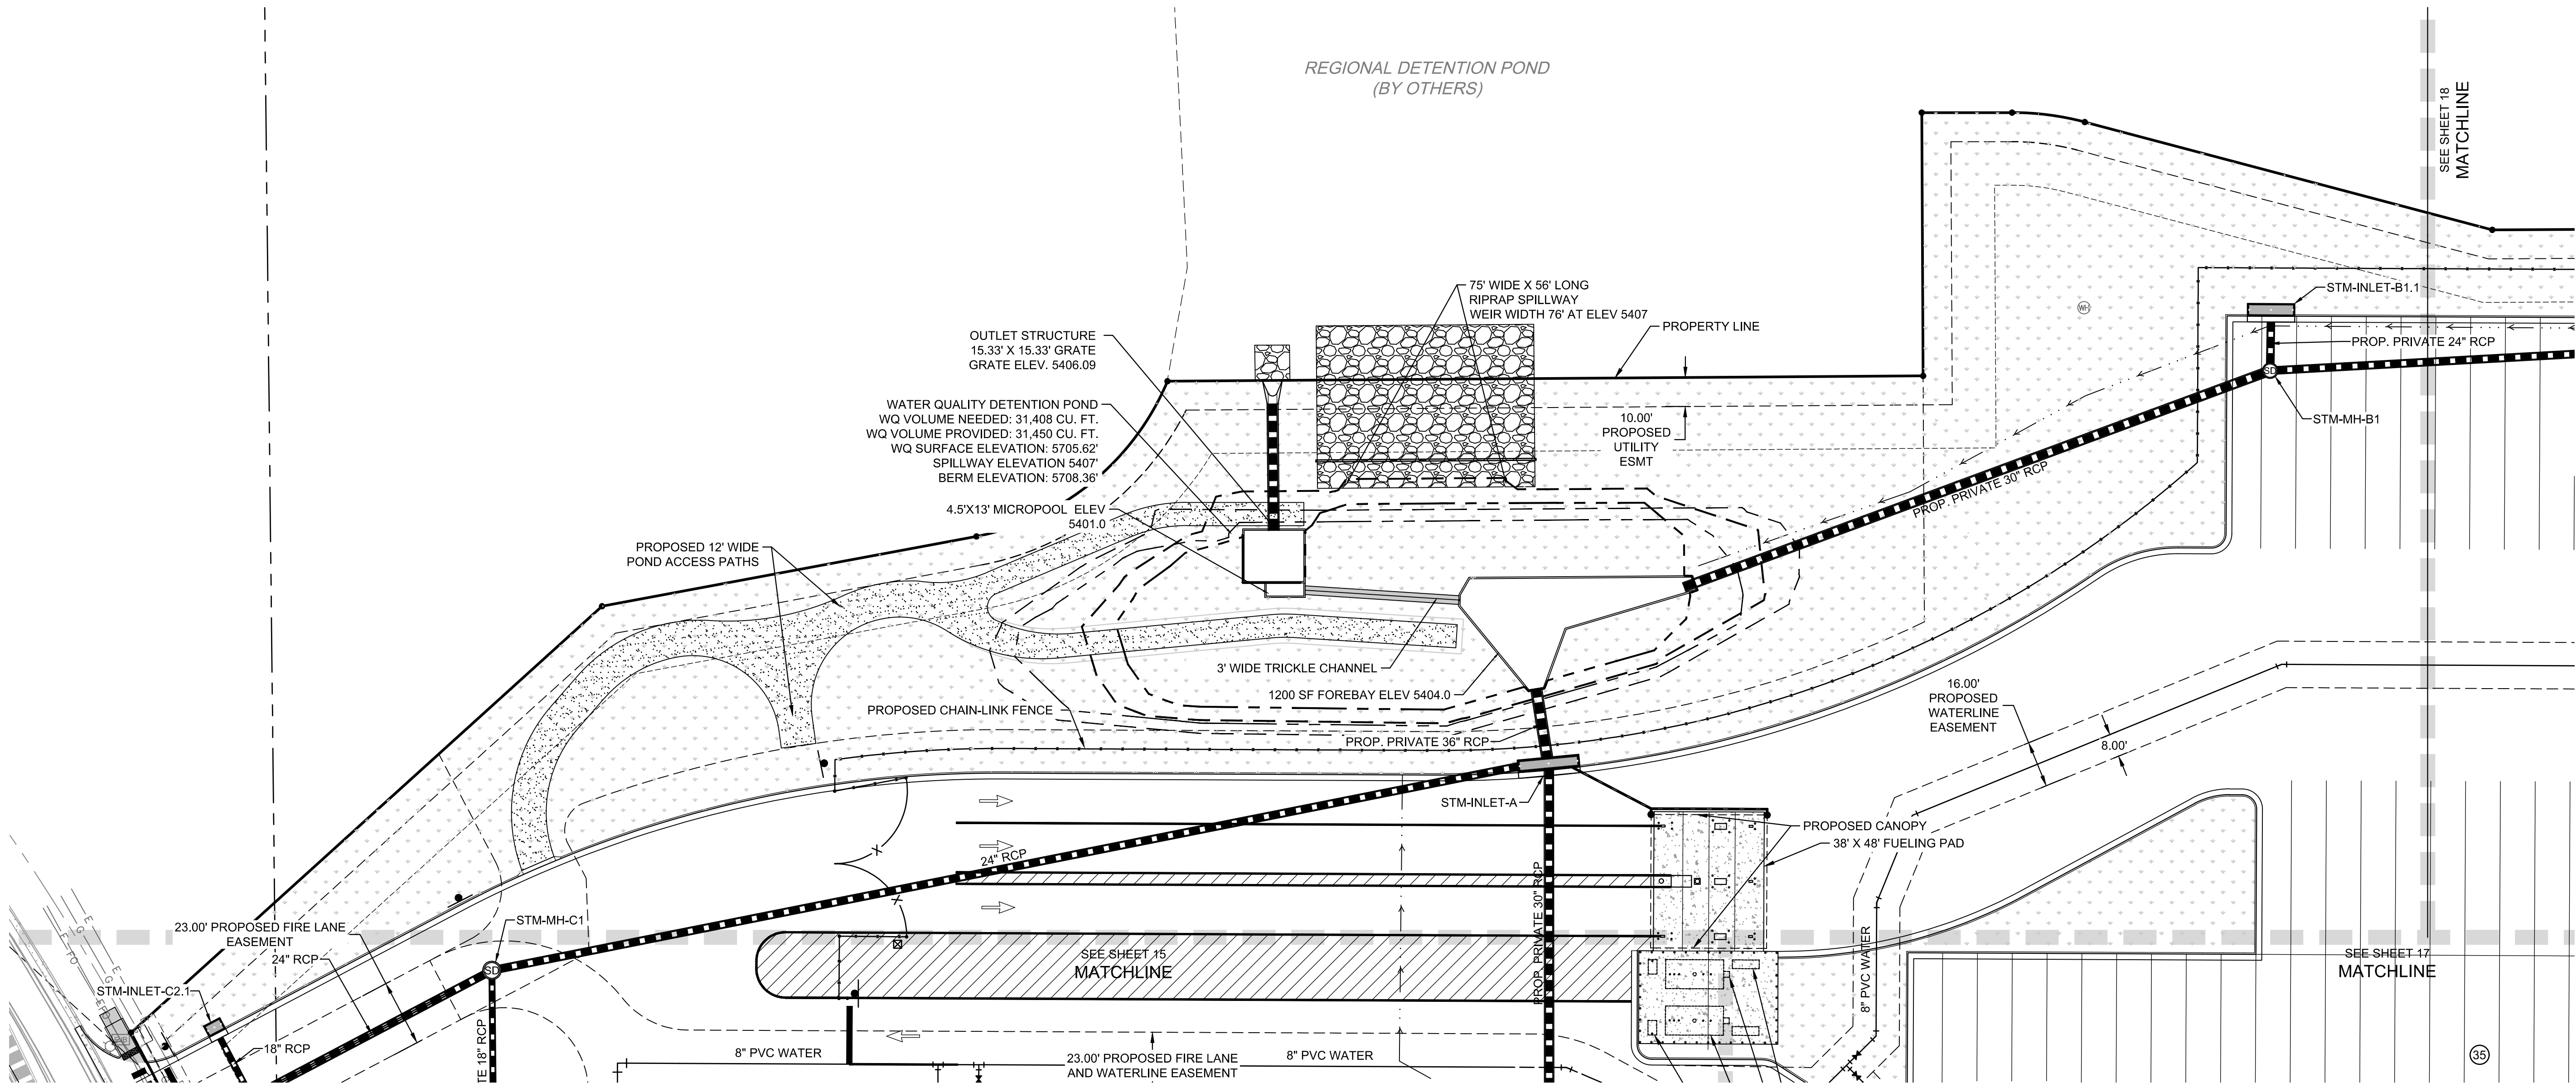 REGIONAL DETENTION POND
(BY OTHERS)
SEE SHEET 18
MATCHLINE
75' WIDE X 56' LONG
RIPRAP SPILLWAY
WEIR WIDTH 76' AT ELEV 5407
PROPERTY LINE
STM-INLET-B1.1
PROP. PRIVATE 24" RCP
SD
STM-MH-B1
WH
OUTLET STRUCTURE
15.33' X 15.33' GRATE
GRATE ELEV. 5406.09
WATER QUALITY DETENTION POND
WQ VOLUME NEEDED: 31,408 CU. FT.
WQ VOLUME PROVIDED: 31,450 CU. FT.
WQ SURFACE ELEVATION: 5705.62'
SPILLWAY ELEVATION 5407'
BERM ELEVATION: 5708.36'
10.00'
PROPOSED
UTILITY
ESMT
PROP. PRIVATE 30" RCP
4.5'X13' MICROPOOL ELEV
5401.0
PROPOSED 12' WIDE
POND ACCESS PATHS
3' WIDE TRICKLE CHANNEL
1200 SF FOREBAY ELEV 5404.0
PROPOSED CHAIN-LINK FENCE
PROP. PRIVATE 36" RCP
16.00'
PROPOSED
WATERLINE
EASEMENT
8.00'
STM-INLET-A
PROPOSED CANOPY
38' X 48' FUELING PAD
24" RCP
PROP. PRIVATE 30" RCP
8" PVC WATER
STM-MH-C1
SD
23.00' PROPOSED FIRE LANE
EASEMENT
24" RCP
STM-INLET-C2.1
18" RCP
TE 18" RCP
SEE SHEET 15
MATCHLINE
SEE SHEET 17
MATCHLINE
8" PVC WATER
23.00' PROPOSED FIRE LANE
AND WATERLINE EASEMENT
8" PVC WATER
35
E
G
FO
E
G